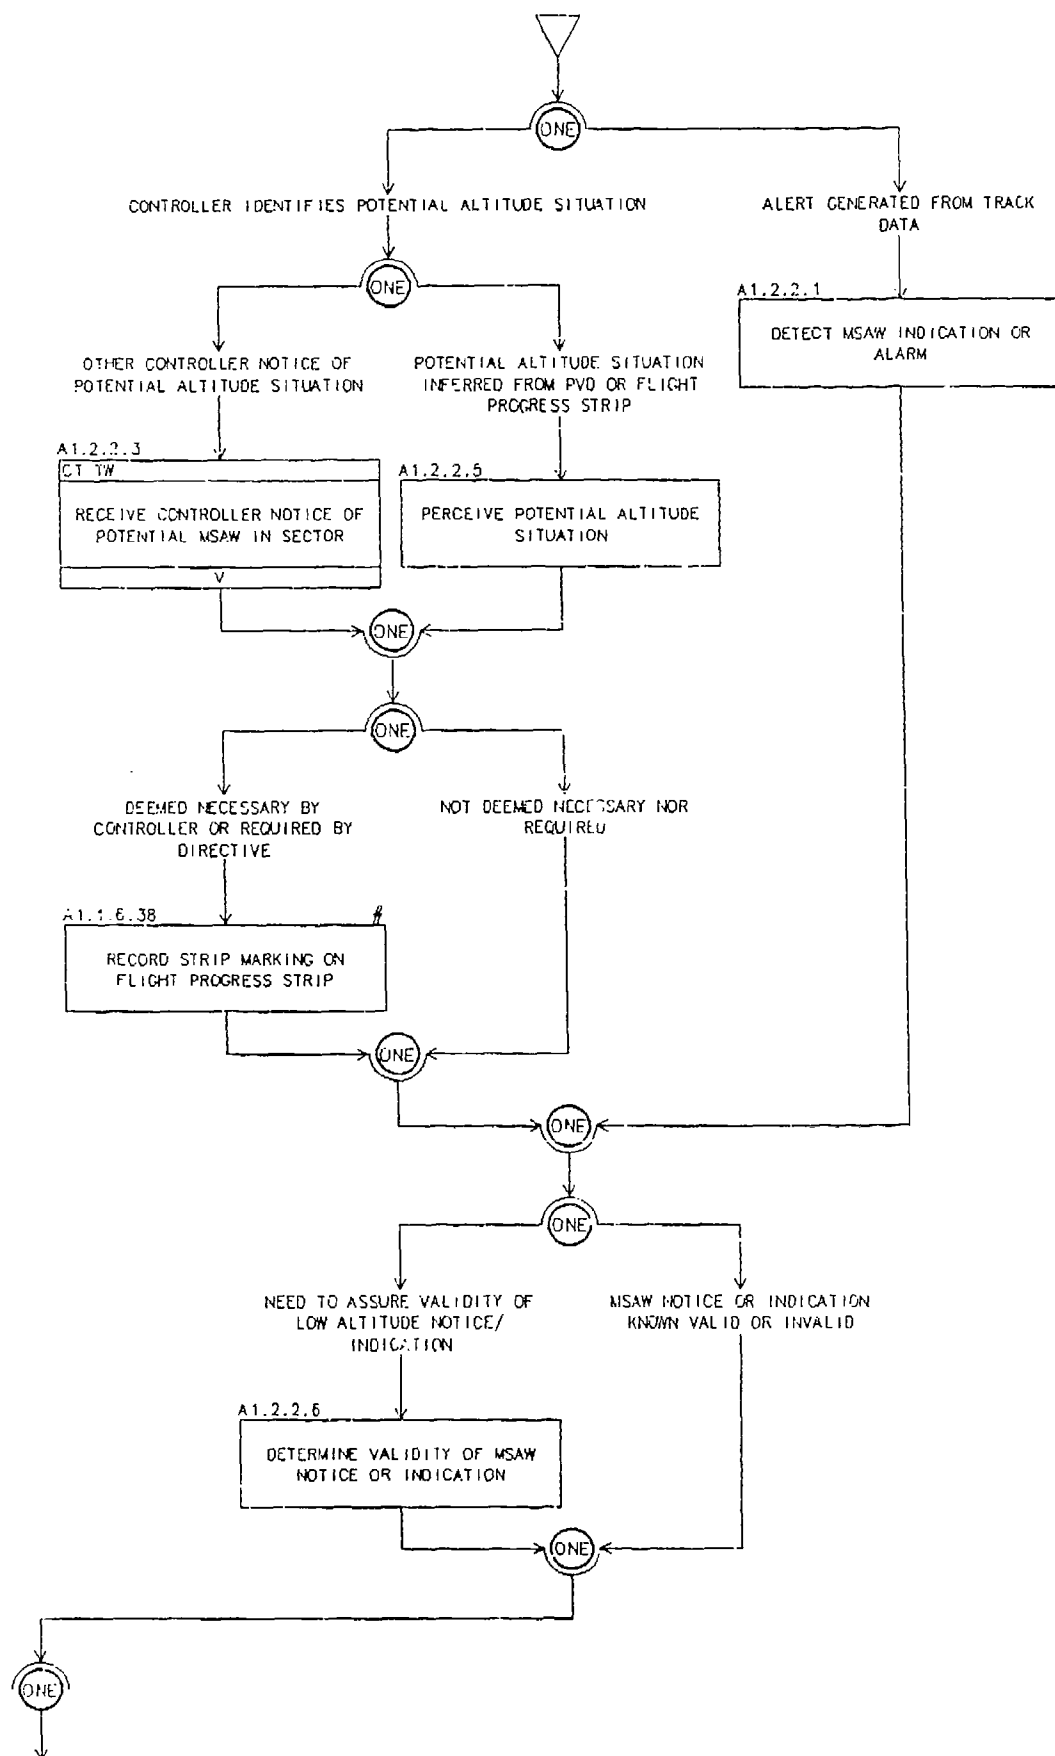 ONE
CONTROLLER IDENTIFIES POTENTIAL ALTITUDE SITUATION
ALERT GENERATED FROM TRACK
DATA
ONE
A1.2.2.1
DETECT MSAW INDICATION OR
ALARM
OTHER CONTROLLER NOTICE OF
POTENTIAL ALTITUDE SITUATION
POTENTIAL ALTITUDE SITUATION
INFERRED FROM PVD OR FLIGHT
PROGRESS STRIP
A1.2.2.3
CT TW
RECEIVE CONTROLLER NOTICE OF
POTENTIAL MSAW IN SECTOR
V
A1.2.2.5
PERCEIVE POTENTIAL ALTITUDE
SITUATION
ONE
ONE
DEEMED NECESSARY BY
CONTROLLER OR REQUIRED BY
DIRECTIVE
NOT DEEMED NECESSARY NOR
REQUIRED
A1.1.6.38
RECORD STRIP MARKING ON
FLIGHT PROGRESS STRIP
ONE
ONE
ONE
NEED TO ASSURE VALIDITY OF
LOW ALTITUDE NOTICE/
INDICATION
MSAW NOTICE OR INDICATION
KNOWN VALID OR INVALID
A1.2.2.6
DETERMINE VALIDITY OF MSAW
NOTICE OR INDICATION
ONE
ONE